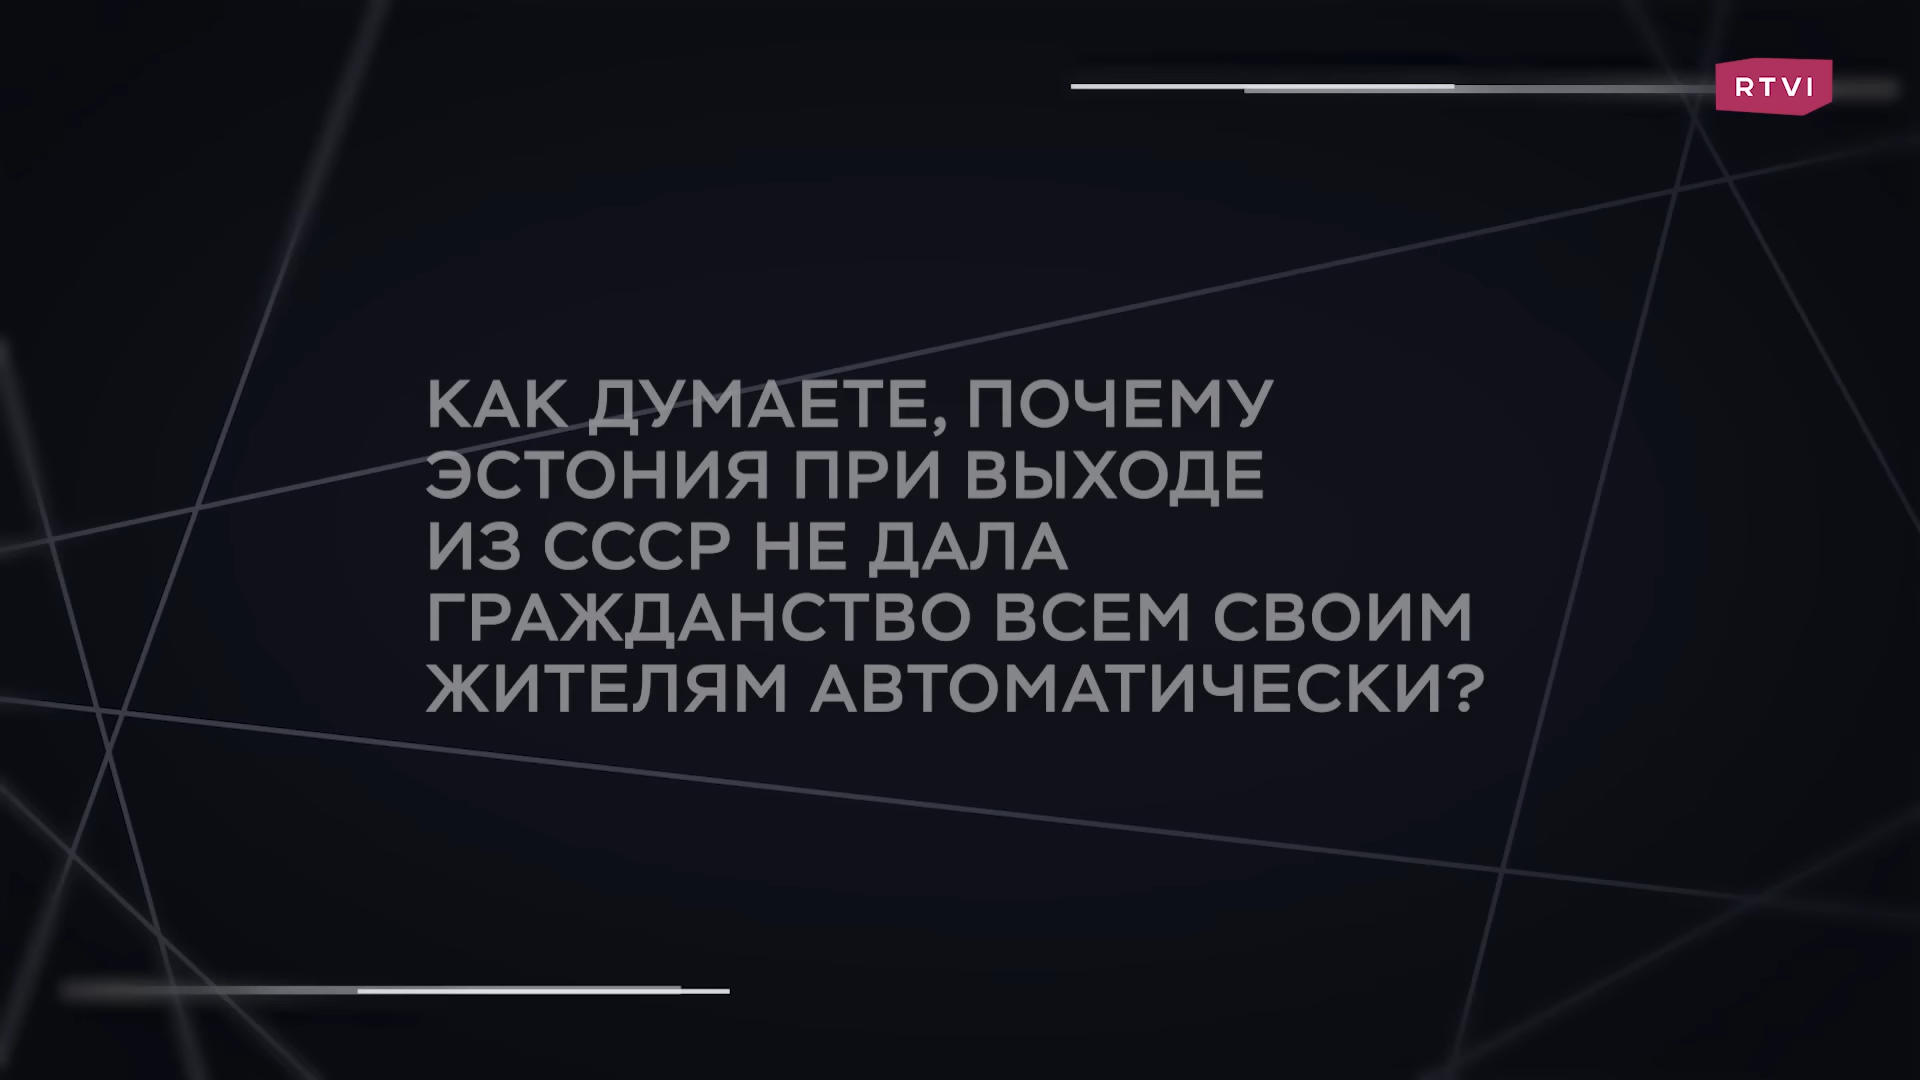 RTVI
КАК ДУМАЕТЕ, ПОЧЕМУ
ЭСТОНИЯ ПРИ ВЫХОДЕ
ИЗ СССР НЕ ДАЛА
ГРАЖДАНСТВО ВСЕМ СВОИМ
ЖИТЕЛЯМ АВТОМАТИЧЕСКИ?